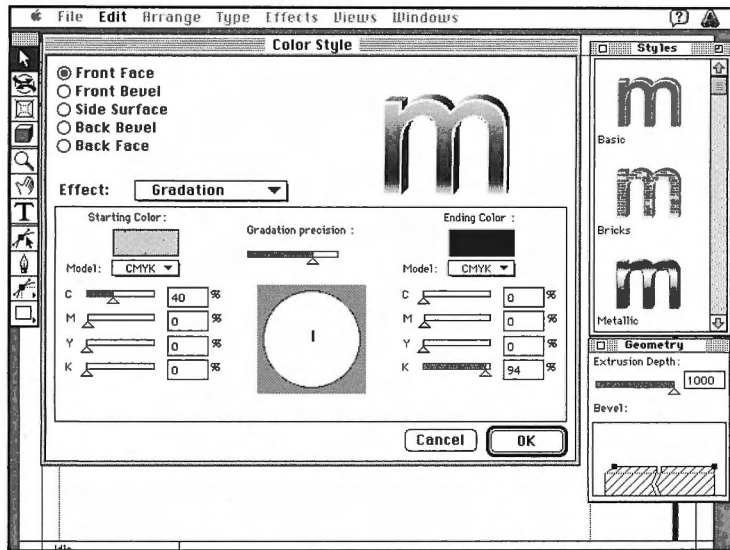 File Edit Arrange Type Effects Views Windows
Color Style
Front Face
Front Bevel
Side Surface
Back Bevel
Back Face
Effect: Gradation
Starting Color :
Gradation precision :
Ending Color :
Model: CMYK
Model: CMYK
C 40 %
M 0 %
Y 0 %
K 0 %
C 0 %
M 0 %
Y 0 %
K 94 %
Cancel
OK
m
Styles
m
Basic
m
Bricks
m
Metallic
Geometry
Extrusion Depth:
1000
Bevel:
T
Idle